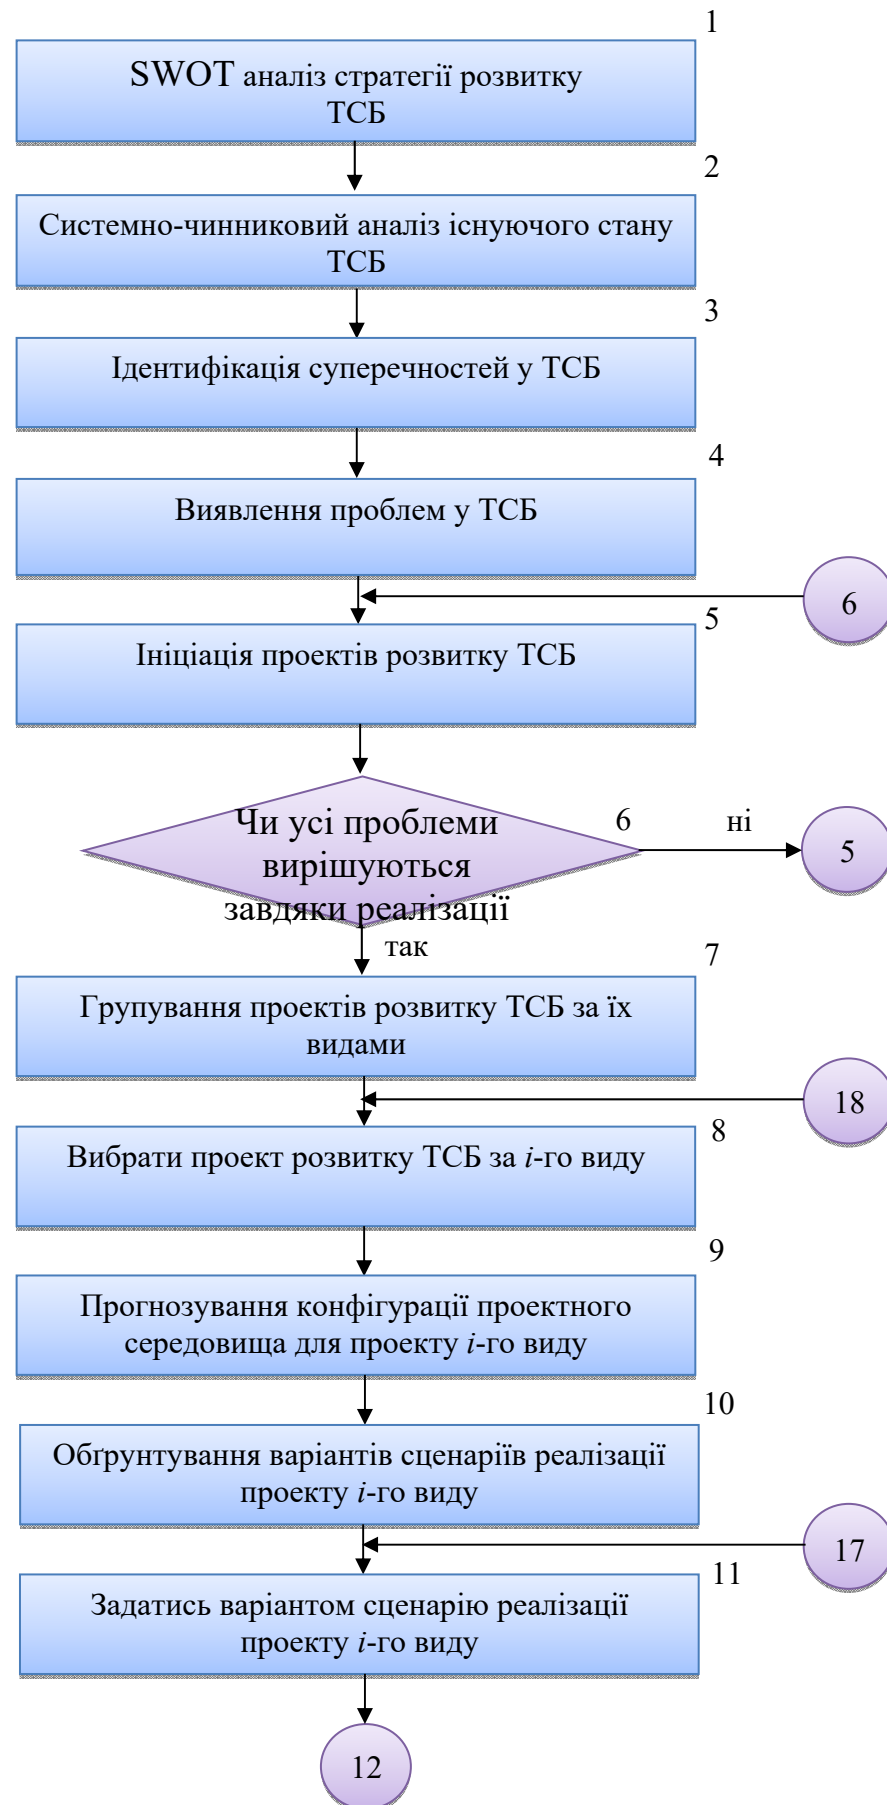 1
SWOT аналіз стратегії розвитку
ТСБ
2
Системно-чинниковий аналіз існуючого стану
ТСБ
3
Ідентифікація суперечностей у ТСБ
4
Виявлення проблем у ТСБ
6
5
Ініціація проектів розвитку ТСБ
Чи усі проблеми
вирішуються
завдяки реалізації
6
ні
5
так
7
Групування проектів розвитку ТСБ за їх
видами
18
8
Вибрати проект розвитку ТСБ за і-го виду
9
Прогнозування конфігурації проектного
середовища для проекту і-го виду
10
Обґрунтування варіантів сценаріїв реалізації
проекту і-го виду
17
11
Задатись варіантом сценарію реалізації
проекту і-го виду
12